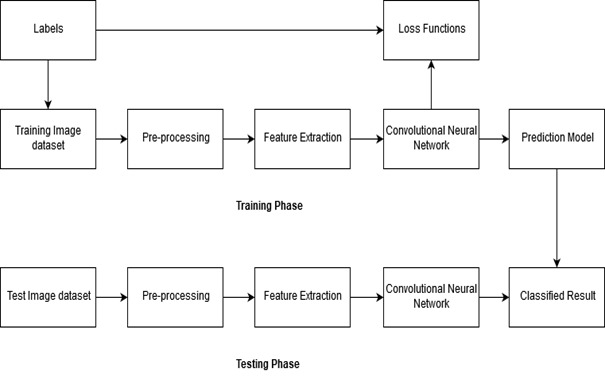 Labels
Loss Functions
Training Image
dataset
Pre-processing
Feature Extraction
Convolutional Neural
Network
Prediction Model
Training Phase
Test Image dataset
Pre-processing
Feature Extraction
Convolutional Neural
Network
Classified Result
Testing Phase